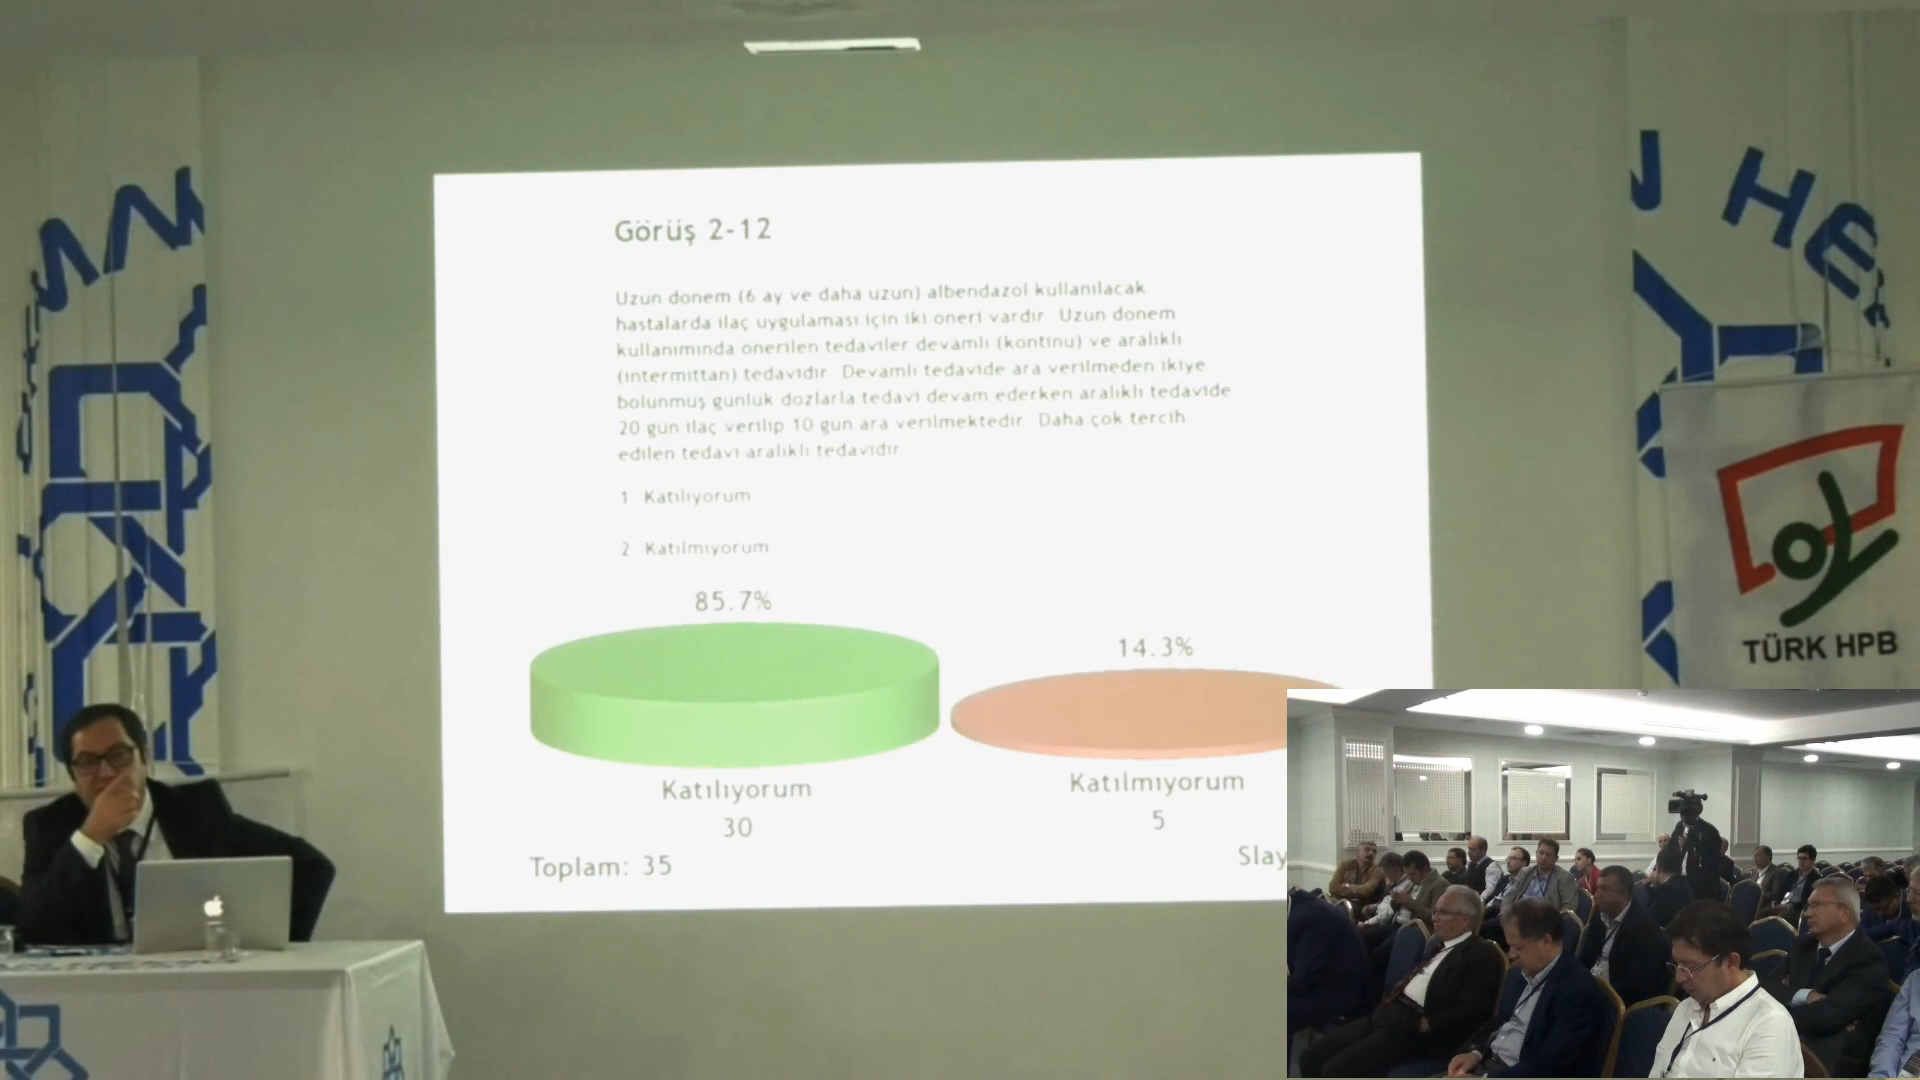 Görüş 2-12
Uzun donem (6 ay ve daha uzun) albendazol kullanılacak
hastalarda ilaç uygulaması için iki oneri vardır Uzun donem
kullanımında onerilen tedaviler devamlı (kontinu) ve aralıklı
(intermittan) tedavidir Devamlı tedavide ara verilmeden ikiye
bolunmuş gunluk dozlarla tedavi devam ederken aralıklı tedavide
20 gun ilaç verilip 10 gun ara verilmektedir Daha çok tercih
edilen tedavi aralıklı tedavidir
1 Katılıyorum
2 Katılmıyorum
85.7%
14.3%
Katılıyorum
Katılmıyorum
30
5
Toplam: 35
Slay
HE
TÜRK HPB